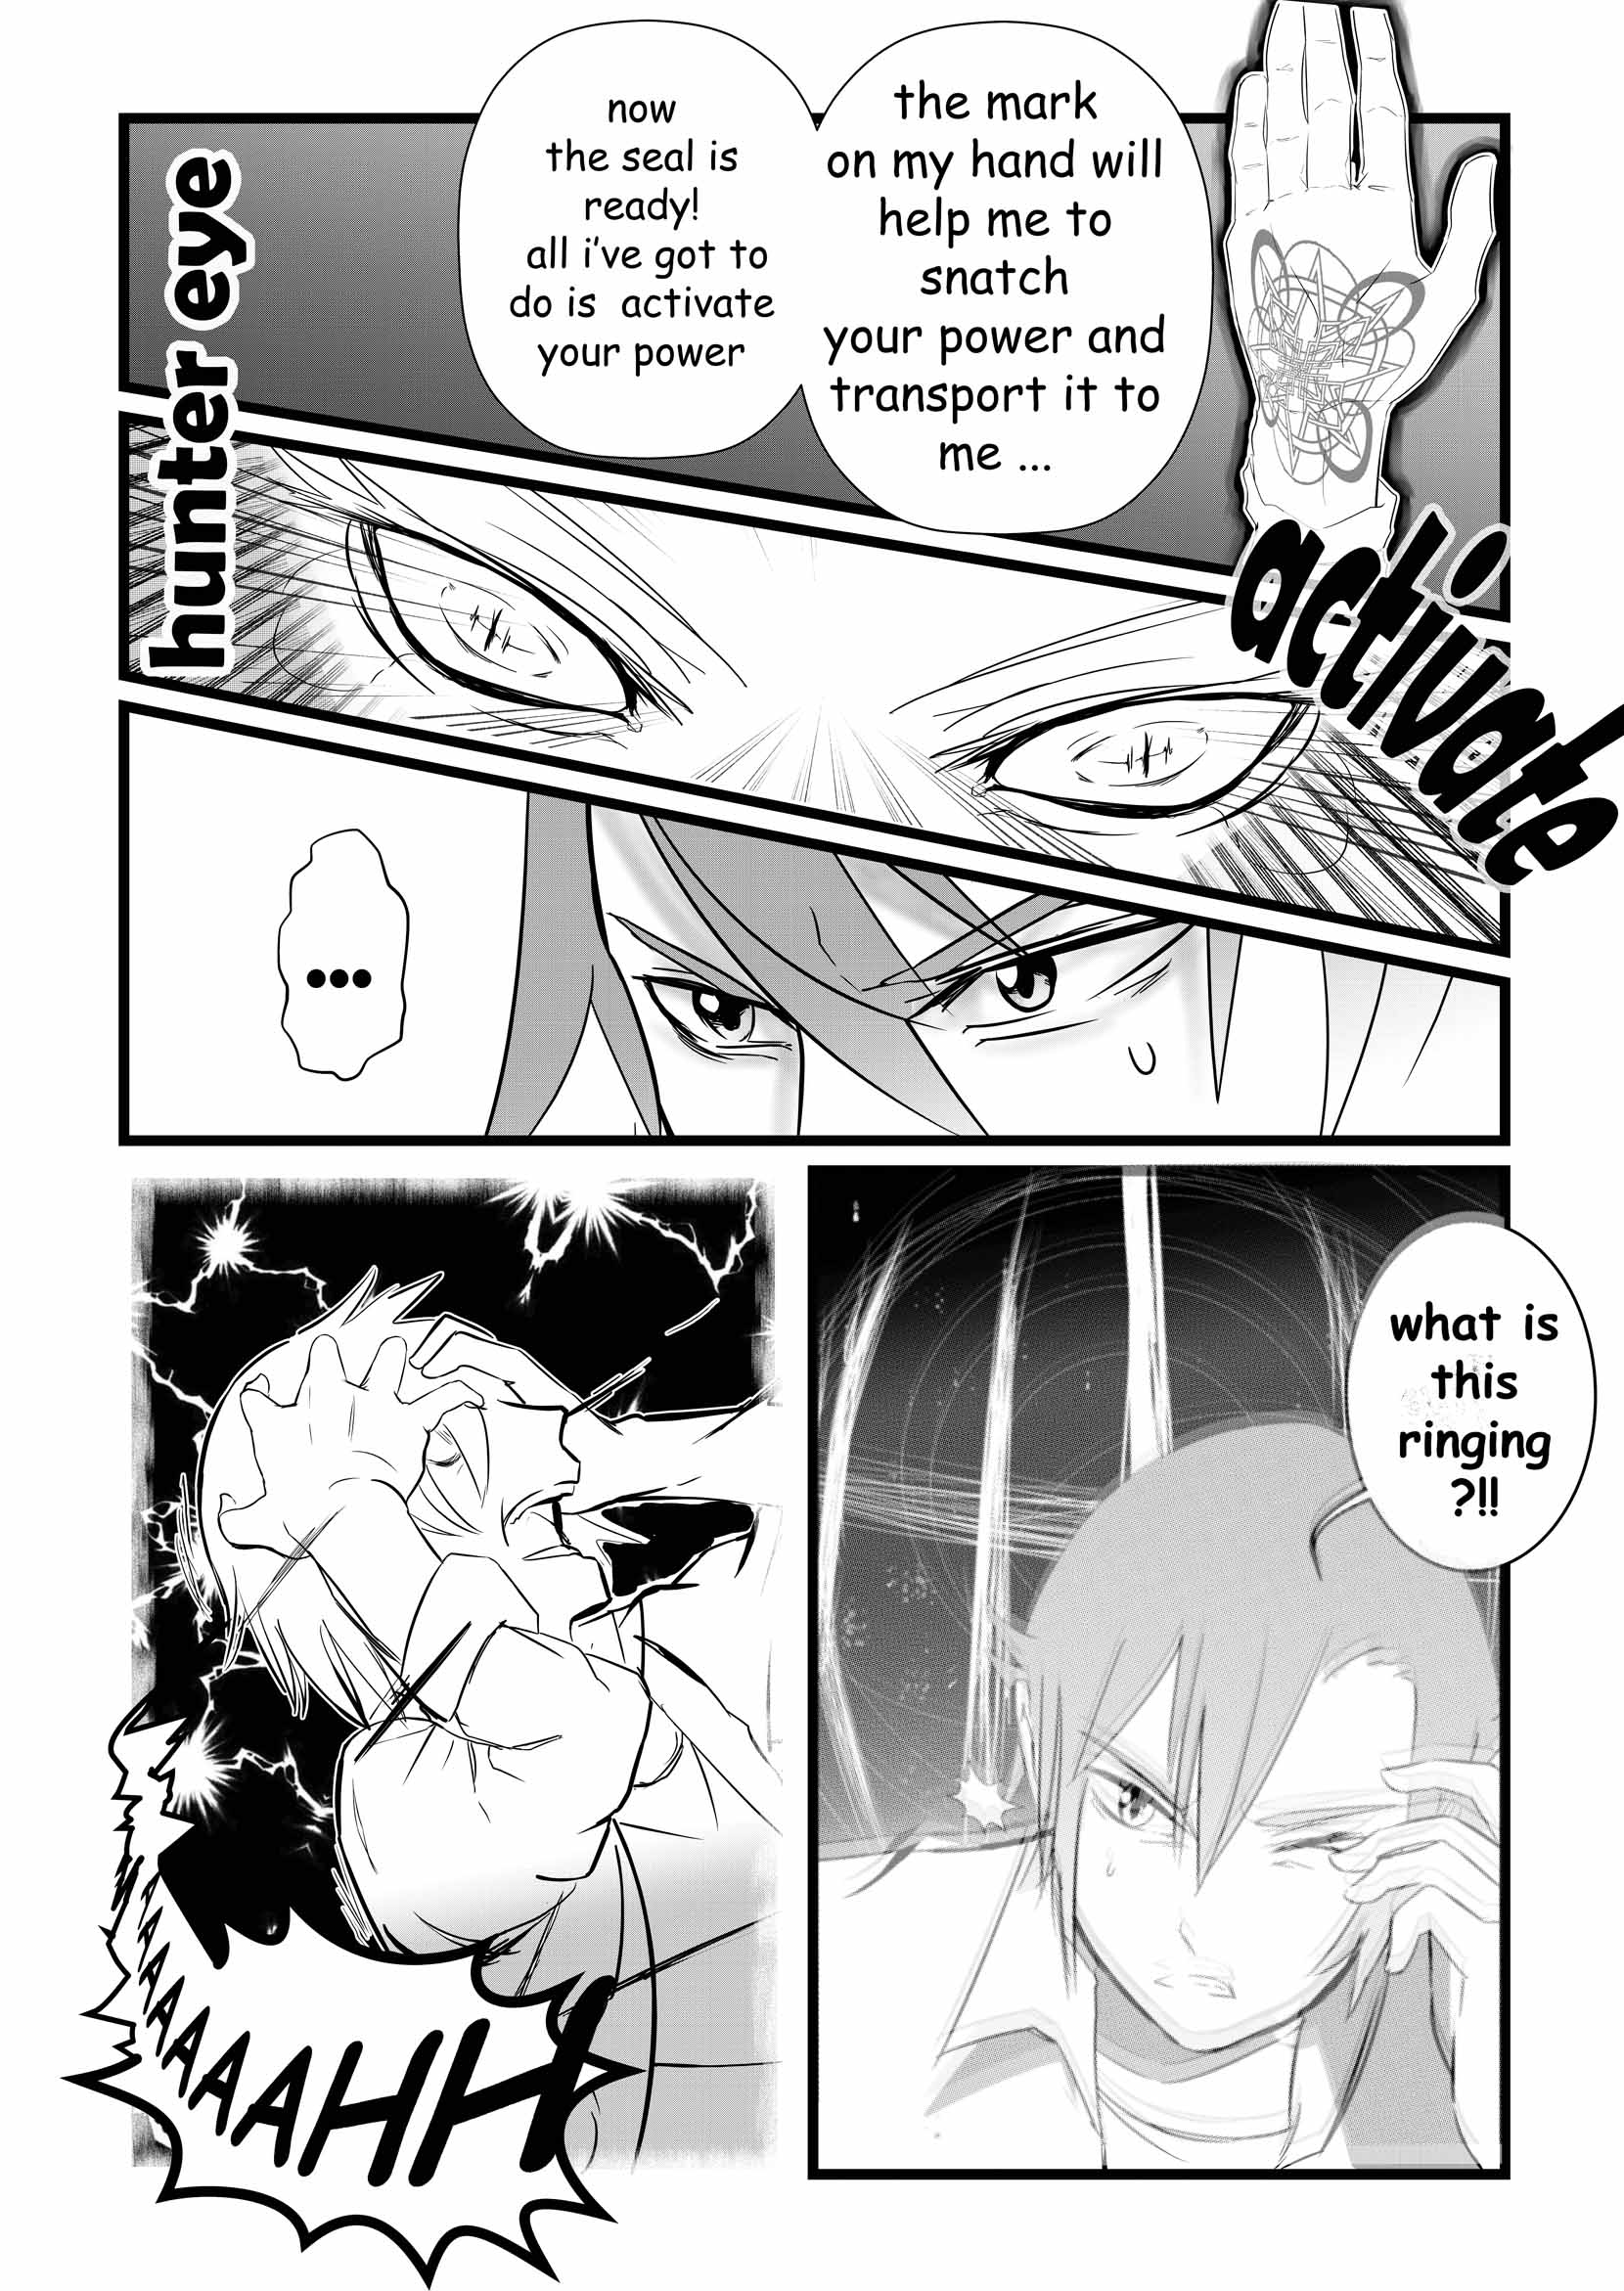 the mark
on my hand will
help me to
snatch
your power and
transport it to
me ...
now
the seal is
ready!
all i've got to
do is activate
your power
hunter eye
activate
...
what is
this
ringing
?!!
AAAAAAAAAAHHH